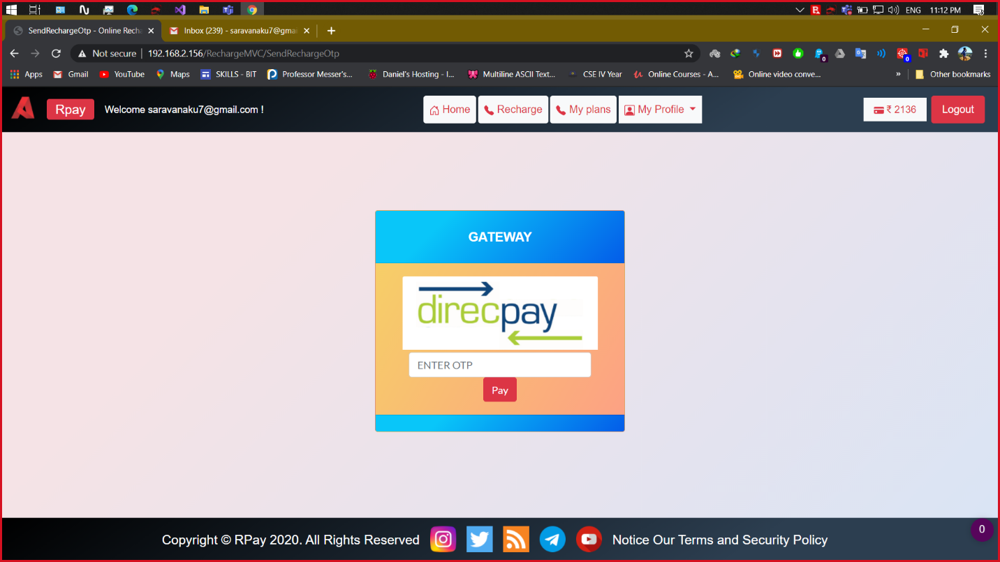 ENG 11:12 PM
SendRechargeOtp - Online Rech
Inbox (239) - saravanaku7@gmai
Not secure 192.168.2.156/RechargeMVC/SendRechargeOtp
0
0
Apps Gmail YouTube Maps SKILLS - BIT Professor Messer's... Daniel's Hosting - I... Multiline ASCII Text... CSE IV Year Online Courses - A... Online video conve... » Other bookmarks
Rpay Welcome saravanaku7@gmail.com ! Home Recharge My plans My Profile ₹ 2136 Logout
GATEWAY
direcpay
ENTER OTP
Pay
Copyright © RPay 2020. All Rights Reserved Notice Our Terms and Security Policy
0